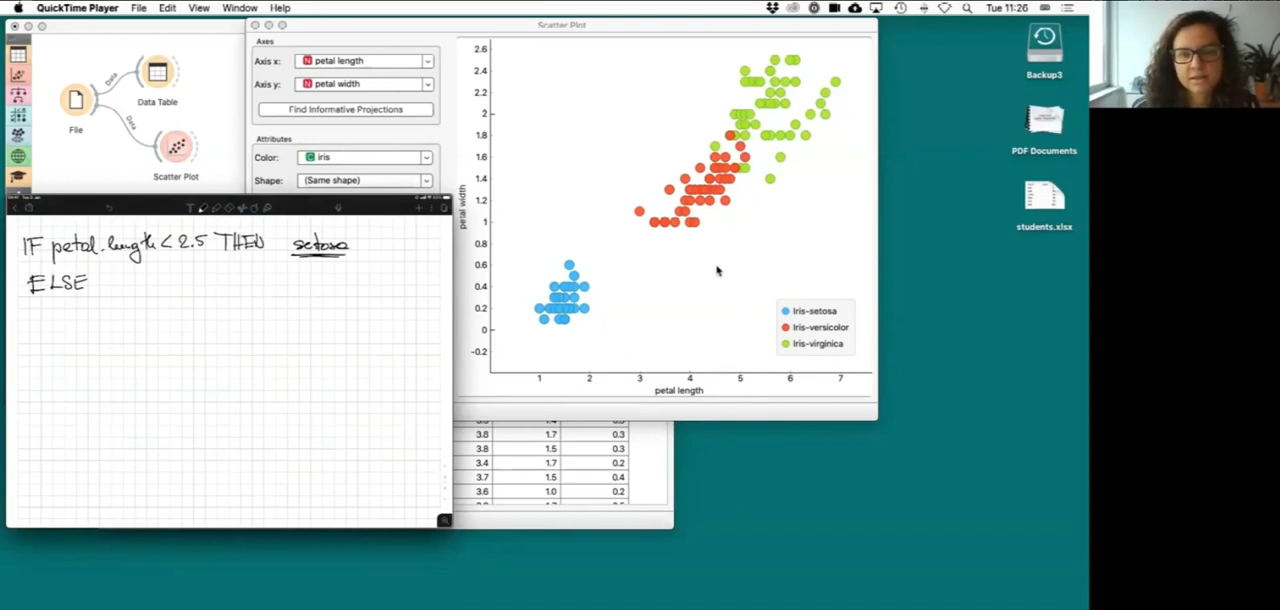 QuickTime Player File Edit View Window Help
Tue 11:26
Scatter Plot
Axes
Axis x: N petal length
Axis y: N petal width
Find Informative Projections
Attributes
Color: C iris
Shape: (Same shape)
Data
Data Table
File
Data
Scatter Plot
IF petal.length < 2.5 THEN setosa
ELSE
petal width
2.6
2.4
2.2
2
1.8
1.6
1.4
1.2
1
0.8
0.6
0.4
0.2
0
-0.2
1 2 3 4 5 6 7
petal length
Iris-setosa
Iris-versicolor
Iris-virginica
3.8 1.7 0.3
3.8 1.5 0.3
3.4 1.7 0.2
3.7 1.5 0.4
3.6 1.0 0.2
Backup3
PDF Documents
students.xlsx